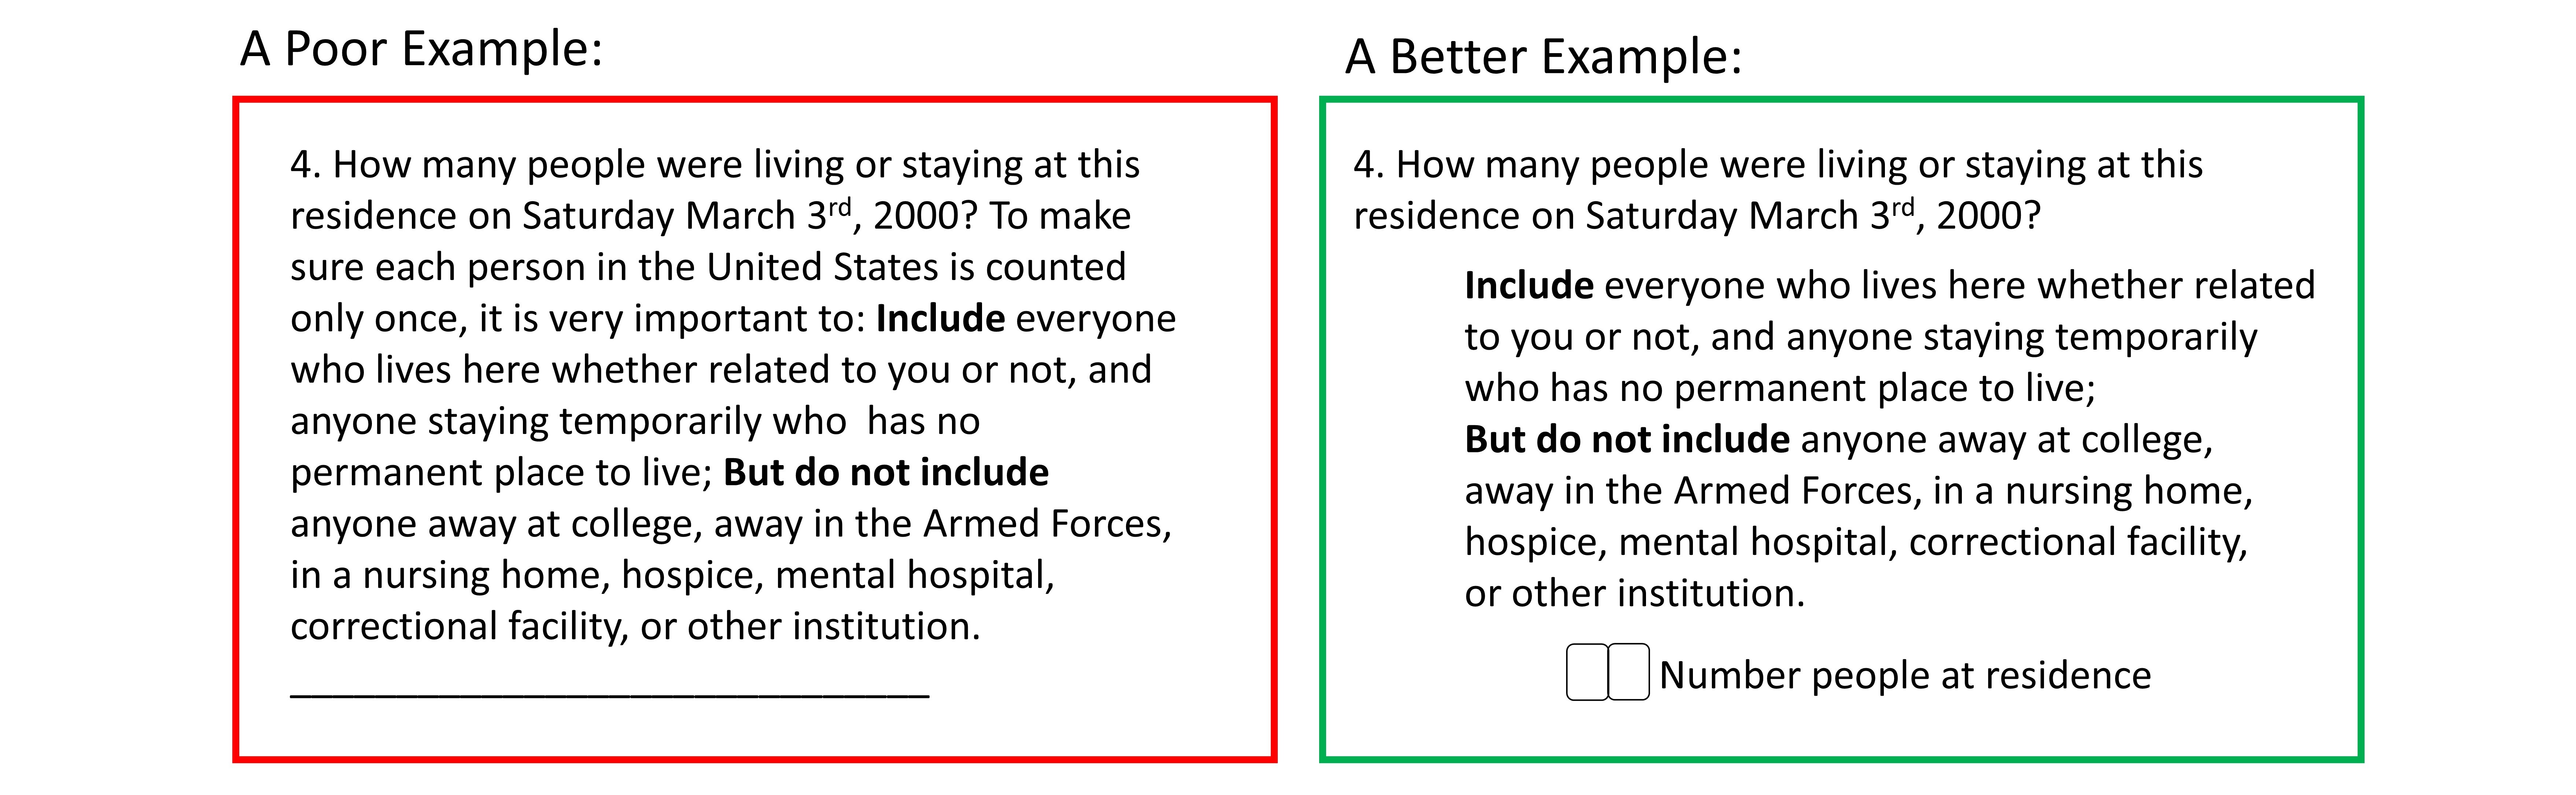 A Poor Example:
4. How many people were living or staying at this
residence on Saturday March 3rd, 2000? To make
sure each person in the United States is counted
only once, it is very important to: Include everyone
who lives here whether related to you or not, and
anyone staying temporarily who  has no
permanent place to live; But do not include
anyone away at college, away in the Armed Forces,
in a nursing home, hospice, mental hospital,
correctional facility, or other institution.
A Better Example:
4. How many people were living or staying at this
residence on Saturday March 3rd, 2000?
Include everyone who lives here whether related
to you or not, and anyone staying temporarily
who has no permanent place to live;
But do not include anyone away at college,
away in the Armed Forces, in a nursing home,
hospice, mental hospital, correctional facility,
or other institution.
Number people at residence